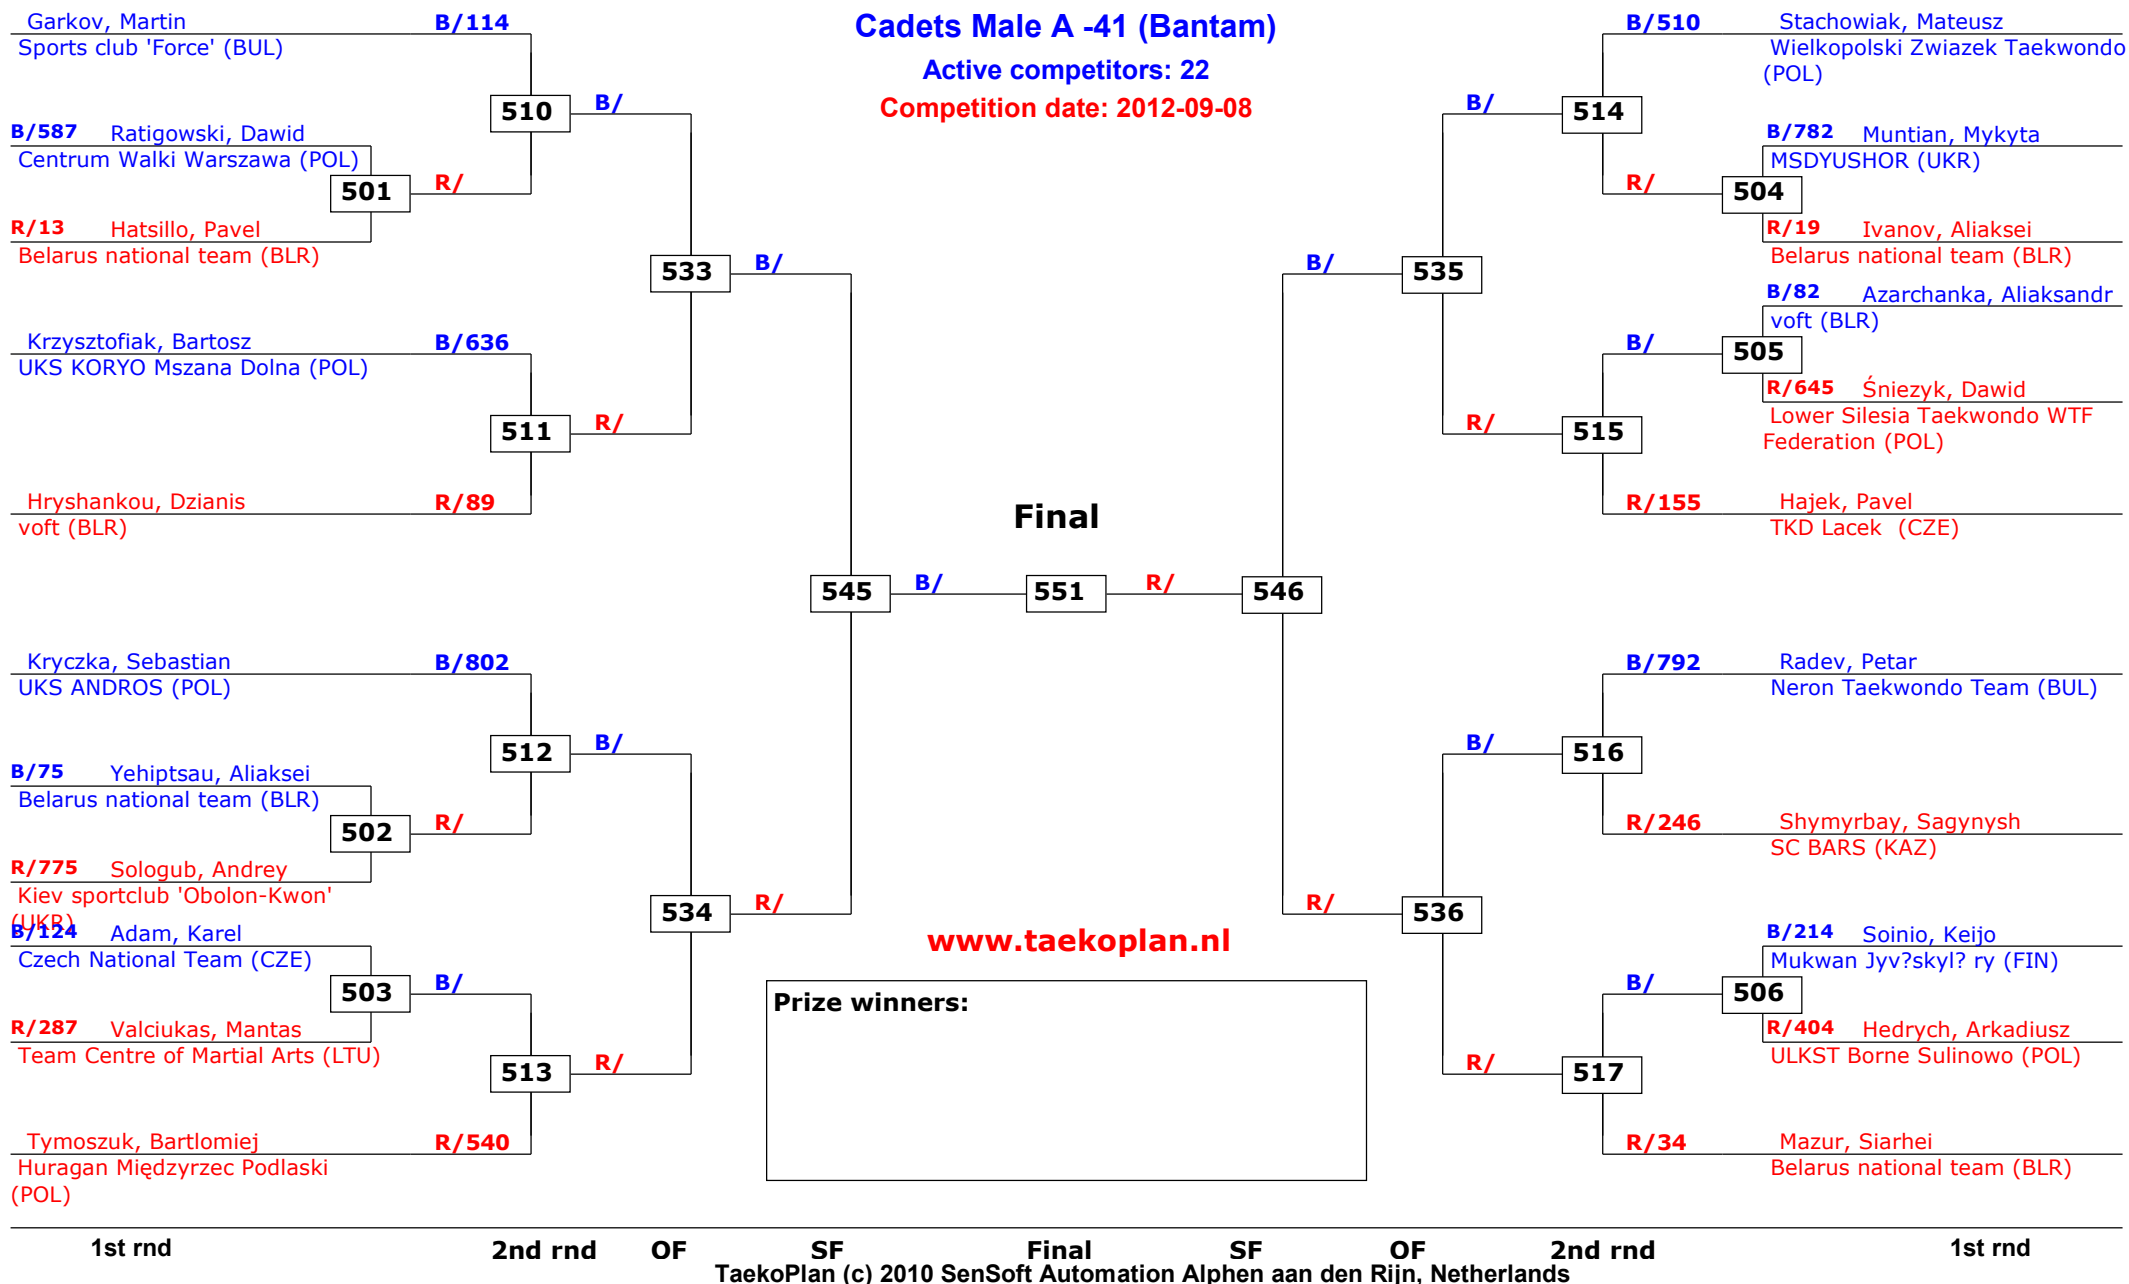 Cadets Male A -41 (Bantam)
Active competitors: 22
Competition date: 2012-09-08
Garkov, Martin B/114
Sports club 'Force' (BUL)
510 B/
B/587 Ratigowski, Dawid
Centrum Walki Warszawa (POL)
501 R/
R/13 Hatsillo, Pavel
Belarus national team (BLR)
533 B/
Krzysztofiak, Bartosz B/636
UKS KORYO Mszana Dolna (POL)
511 R/
Hryshankou, Dzianis R/89
voft (BLR)
545 B/
Kryczka, Sebastian B/802
UKS ANDROS (POL)
512 B/
B/75 Yehiptsau, Aliaksei
Belarus national team (BLR)
502 R/
R/775 Sologub, Andrey
Kiev sportclub 'Obolon-Kwon'
(UKR)
534 R/
B/124 Adam, Karel
Czech National Team (CZE)
503 B/
R/287 Valciukas, Mantas
Team Centre of Martial Arts (LTU)
513 R/
Tymoszuk, Bartlomiej R/540
Huragan Międzyrzec Podlaski
(POL)
Final
551
R/ 546
B/510 Stachowiak, Mateusz
Wielkopolski Zwiazek Taekwondo
(POL)
B/ 514
B/782 Muntian, Mykyta
MSDYUSHOR (UKR)
R/ 504
R/19 Ivanov, Aliaksei
Belarus national team (BLR)
B/ 535
B/82 Azarchanka, Aliaksandr
voft (BLR)
B/ 505
R/645 Śniezyk, Dawid
Lower Silesia Taekwondo WTF
Federation (POL)
R/ 515
R/155 Hajek, Pavel
TKD Lacek (CZE)
B/792 Radev, Petar
Neron Taekwondo Team (BUL)
B/ 516
R/246 Shymyrbay, Sagynysh
SC BARS (KAZ)
R/ 536
B/214 Soinio, Keijo
Mukwan Jyv?skyl? ry (FIN)
B/ 506
R/404 Hedrych, Arkadiusz
ULKST Borne Sulinowo (POL)
R/ 517
R/34 Mazur, Siarhei
Belarus national team (BLR)
www.taekoplan.nl
Prize winners:
1st rnd 2nd rnd OF SF Final SF OF 2nd rnd 1st rnd
TaekoPlan (c) 2010 SenSoft Automation Alphen aan den Rijn, Netherlands